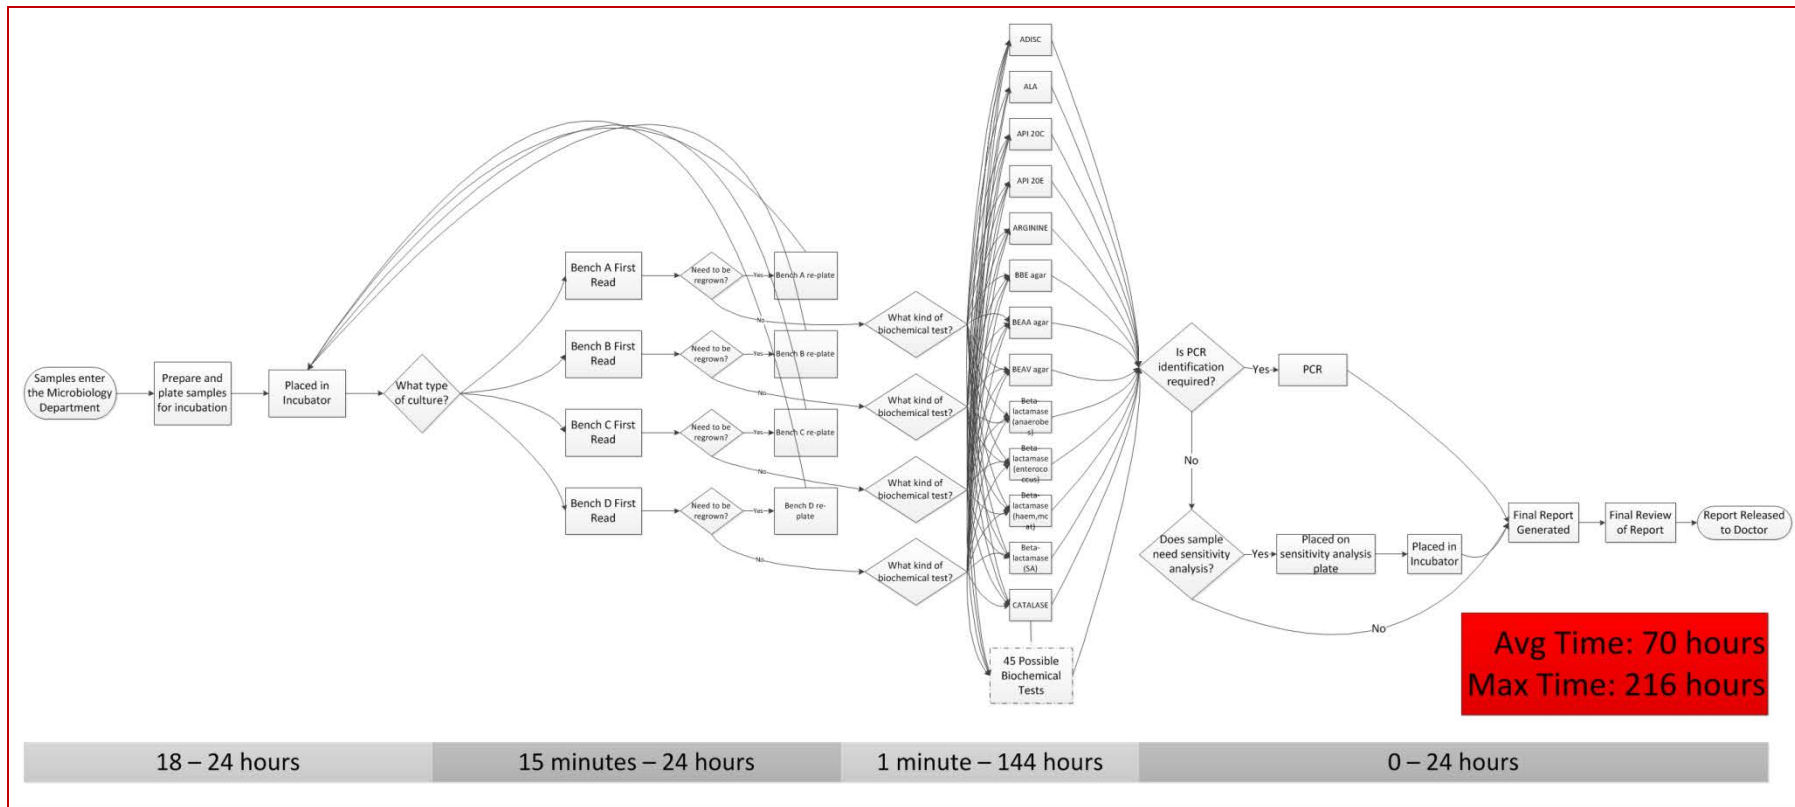 Samples enter
the Microbiology
Department
Prepare and
plate samples
for incubation
Placed in
Incubator
What type
of culture?
Bench A First
Read
Need to be
regrown?
Yes
Bench A re-plate
No
Bench B First
Read
Need to be
regrown?
Yes
Bench B re-plate
No
Bench C First
Read
Need to be
regrown?
Yes
Bench C re-plate
No
Bench D First
Read
Need to be
regrown?
Yes
Bench D re-
plate
No
What kind of
biochemical test?
What kind of
biochemical test?
What kind of
biochemical test?
What kind of
biochemical test?
ADISC
ALA
API 20C
API 20E
ARGININE
BBE agar
BEAA agar
BEAV agar
Beta-
lactamase
(anaerobe
s)
Beta-
lactamase
(enteroco
ccus)
Beta-
lactamase
(haem,mc
at)
Beta-
lactamase
(SA)
CATALASE
45 Possible
Biochemical
Tests
Is PCR
identification
required?
Yes
PCR
No
Does sample
need sensitivity
analysis?
Yes
Placed on
sensitivity analysis
plate
Placed in
Incubator
No
Final Report
Generated
Final Review
of Report
Report Released
to Doctor
Avg Time: 70 hours
Max Time: 216 hours
18 – 24 hours
15 minutes – 24 hours
1 minute – 144 hours
0 – 24 hours